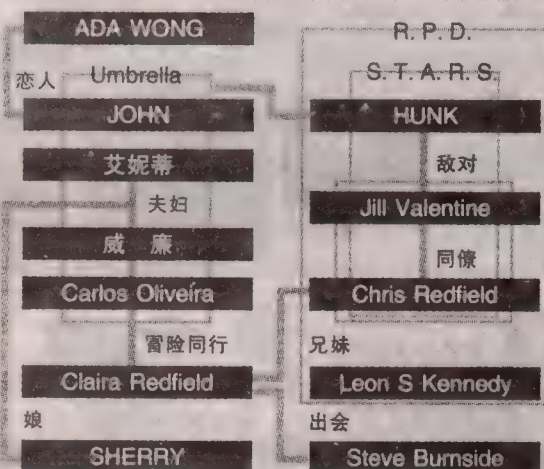 ADA WONG
恋人
Umbrella
JOHN
艾妮蒂
夫妇
威廉
Carlos Oliveira
冒险同行
Claira Redfield
娘
SHERRY
R. P. D.
S. T. A. R. S.
HUNK
敌对
Jill Valentine
同僚
Chris Redfield
兄妹
Leon S Kennedy
出会
Steve Burnside